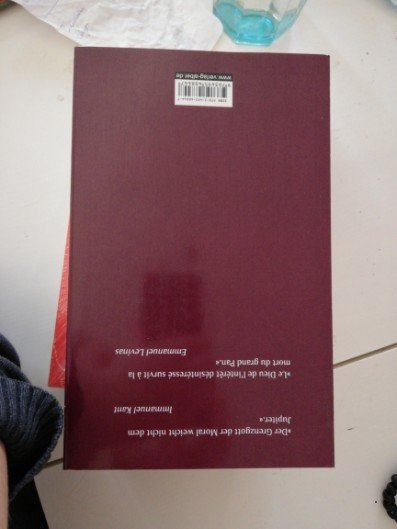 »Der Grenzgott der Moral weicht nicht dem
Jupiter.«
Immanuel Kant
»Le Dieu de l'intérêt désintéressé survit à la
mort du grand Pan.«
Emmanuel Levinas
www.verlag-alber.de